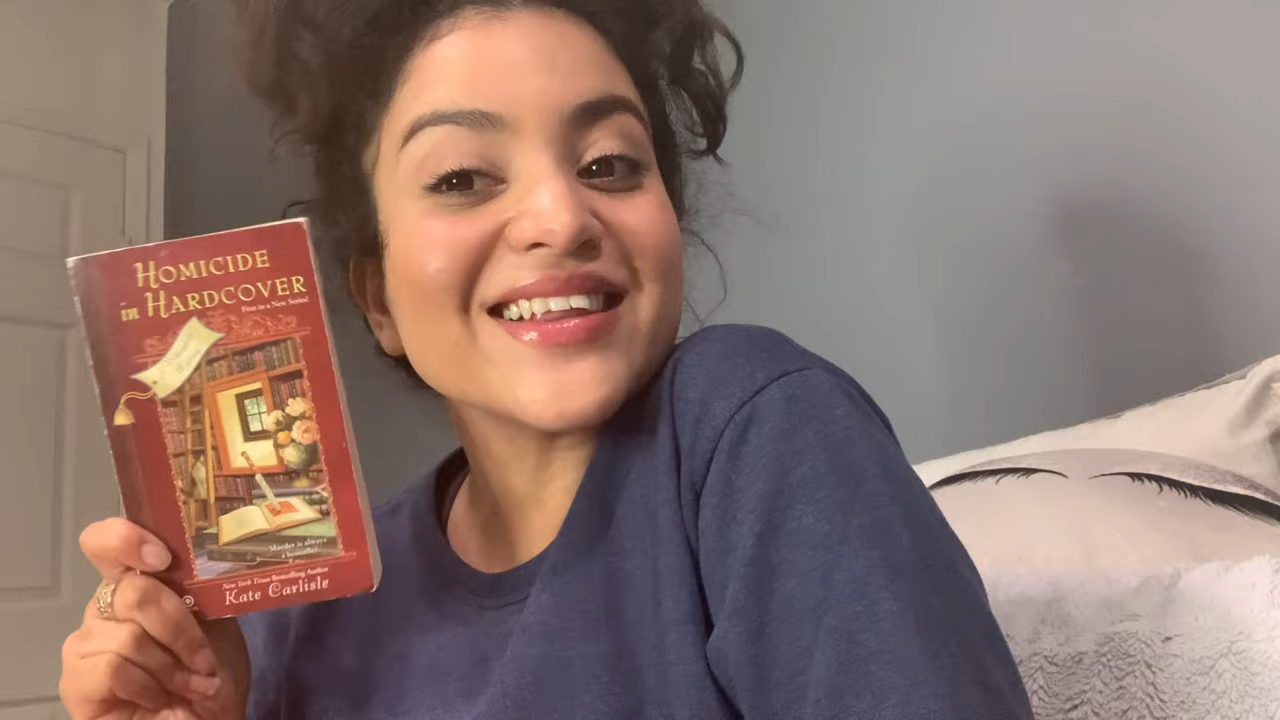 HOMICIDE
in HARDCOVER
First in a New Series!
Murder is always
a bestseller...
New York Times Bestselling Author
Kate Carlisle